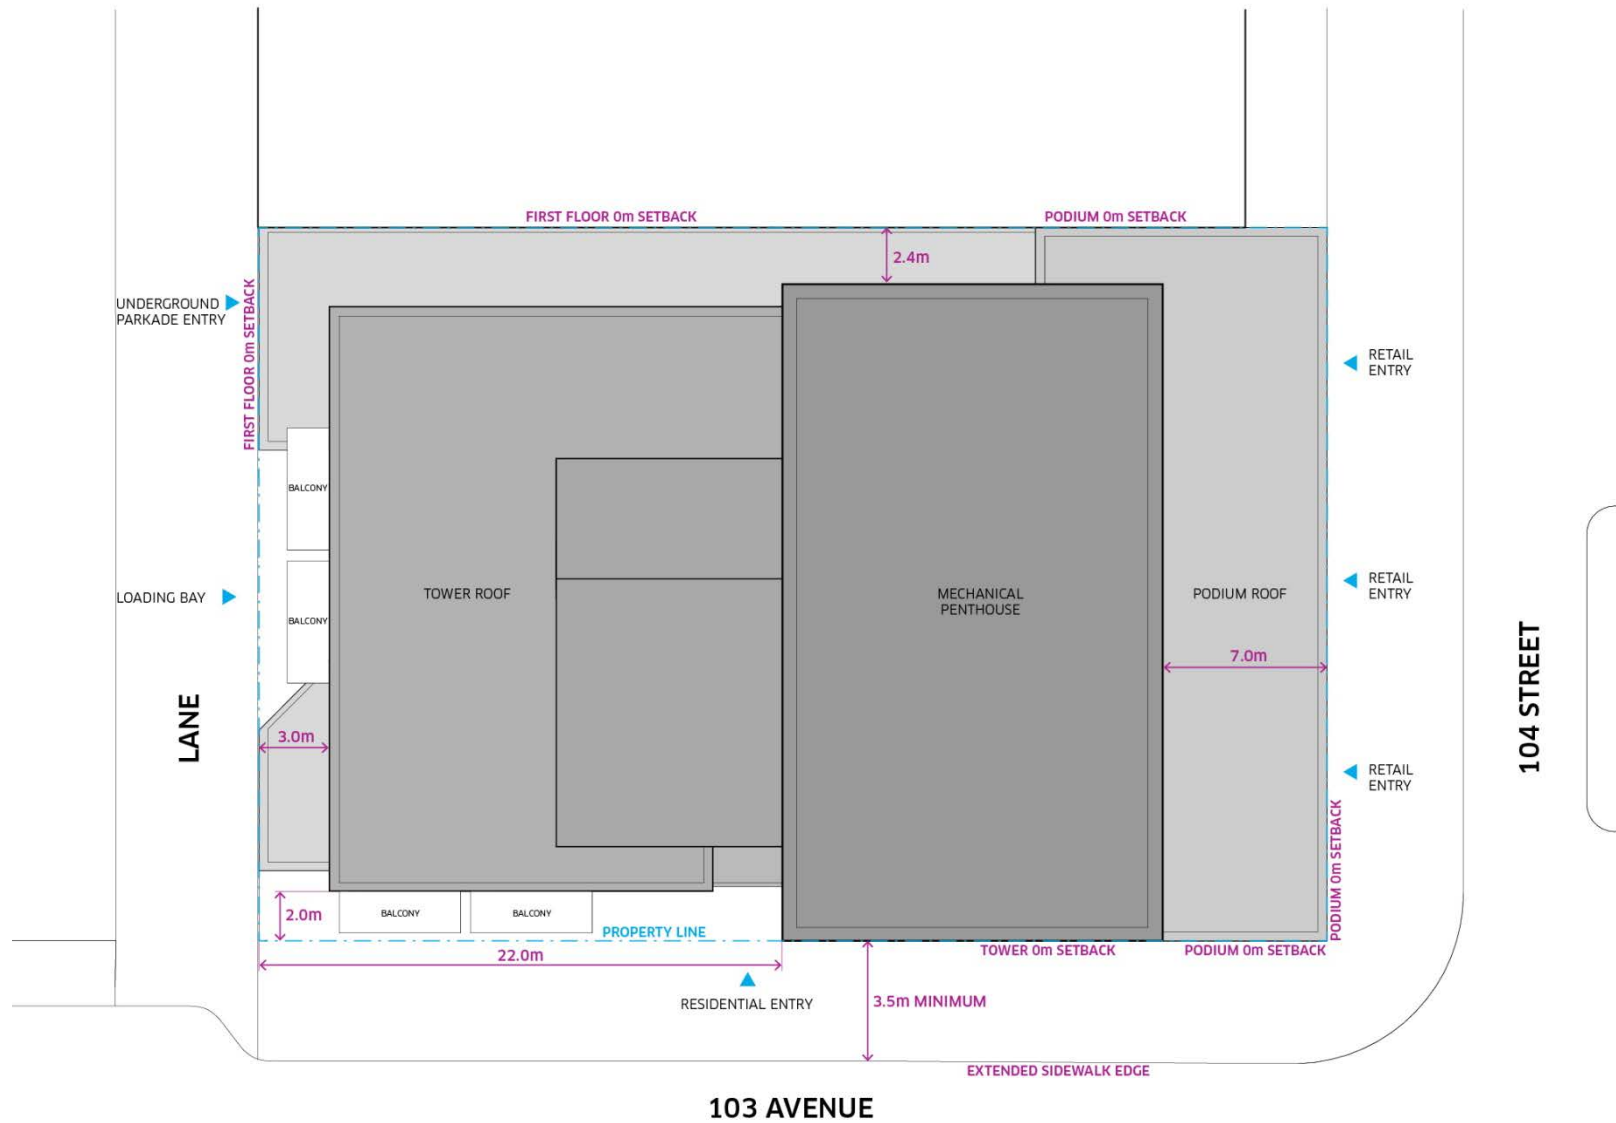 FIRST FLOOR 0m SETBACK
PODIUM 0m SETBACK
2.4m
UNDERGROUND
PARKADE ENTRY
FIRST FLOOR 0m SETBACK
RETAIL
ENTRY
BALCONY
TOWER ROOF
MECHANICAL
PENTHOUSE
PODIUM ROOF
RETAIL
ENTRY
LOADING BAY
BALCONY
7.0m
LANE
104 STREET
3.0m
RETAIL
ENTRY
PODIUM 0m SETBACK
2.0m
BALCONY
BALCONY
PROPERTY LINE
22.0m
TOWER 0m SETBACK
PODIUM 0m SETBACK
RESIDENTIAL ENTRY
3.5m MINIMUM
EXTENDED SIDEWALK EDGE
103 AVENUE